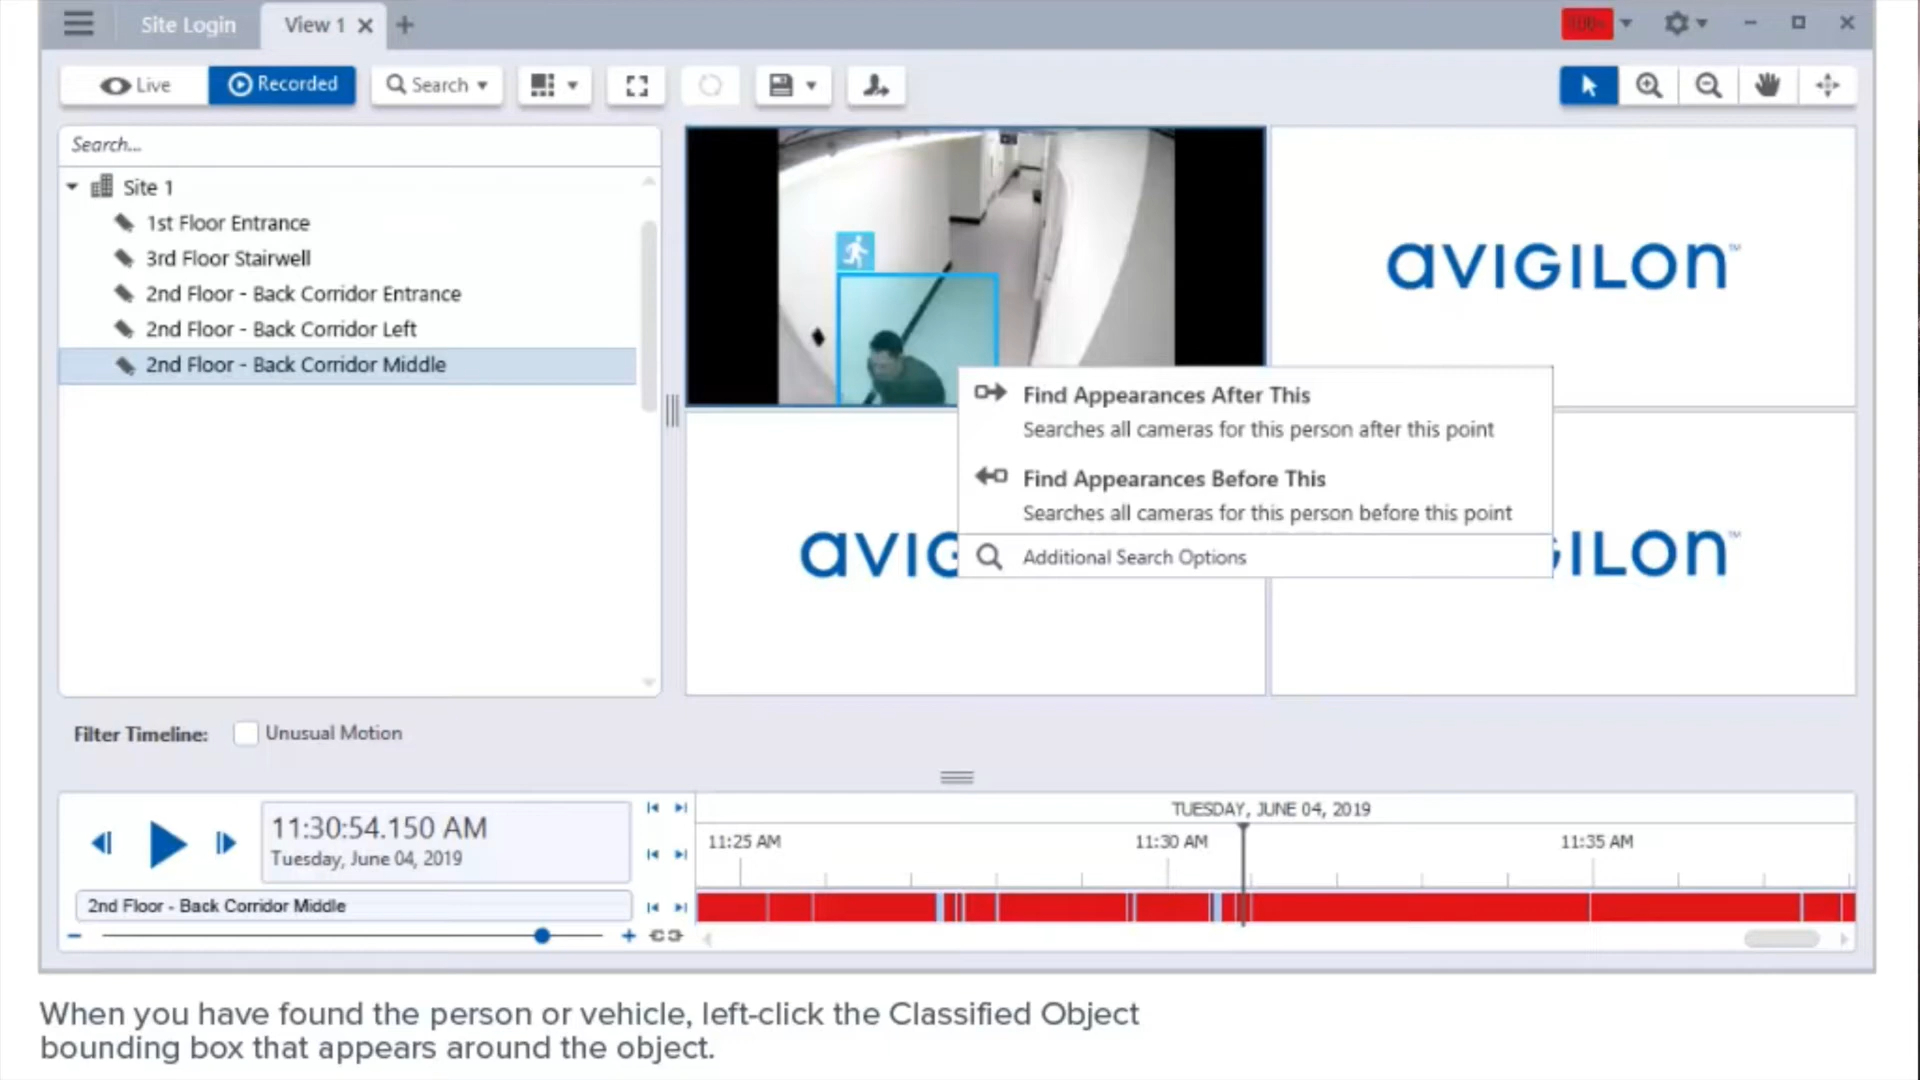 Site Login
View 1
Live
Recorded
Search
Search...
Site 1
1st Floor Entrance
3rd Floor Stairwell
2nd Floor - Back Corridor Entrance
2nd Floor - Back Corridor Left
2nd Floor - Back Corridor Middle
AVIGILON™
Find Appearances After This
Searches all cameras for this person after this point
Find Appearances Before This
Searches all cameras for this person before this point
Additional Search Options
AVIG
GILON™
Filter Timeline:
Unusual Motion
11:30:54.150 AM
Tuesday, June 04, 2019
2nd Floor - Back Corridor Middle
TUESDAY, JUNE 04, 2019
11:25 AM
11:30 AM
11:35 AM
When you have found the person or vehicle, left-click the Classified Object
bounding box that appears around the object.